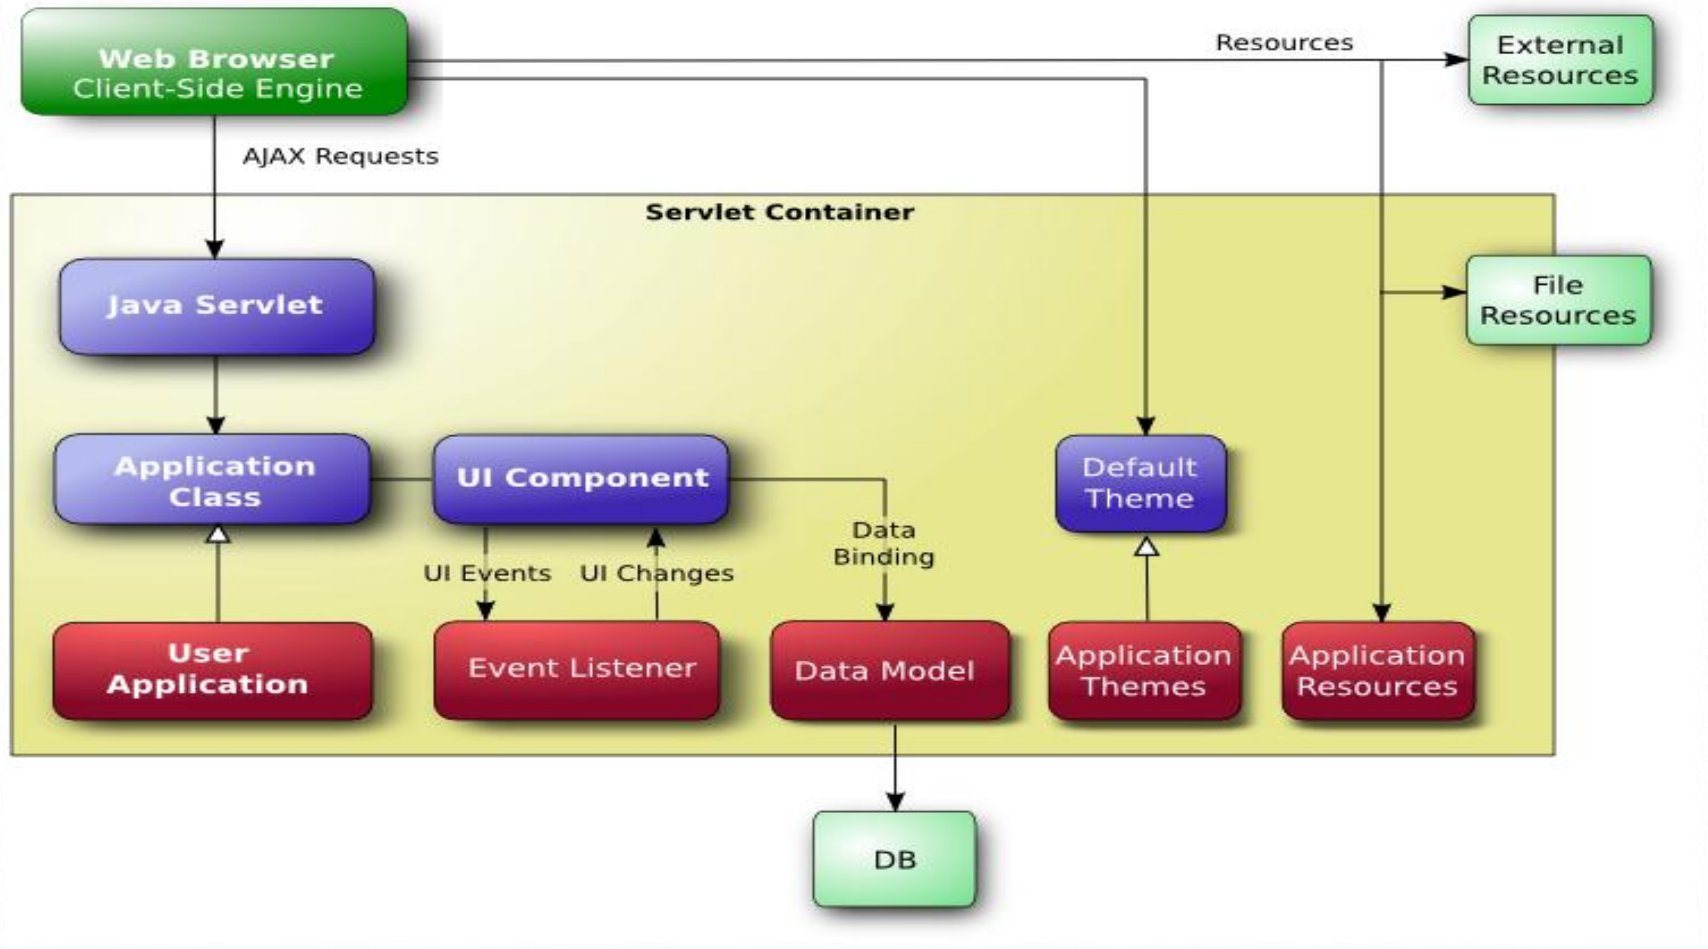 Web Browser
Client-Side Engine
Resources
External
Resources
AJAX Requests
Servlet Container
Java Servlet
File
Resources
Application
Class
UI Component
Default
Theme
Data
Binding
UI Events
UI Changes
User
Application
Event Listener
Data Model
Application
Themes
Application
Resources
DB